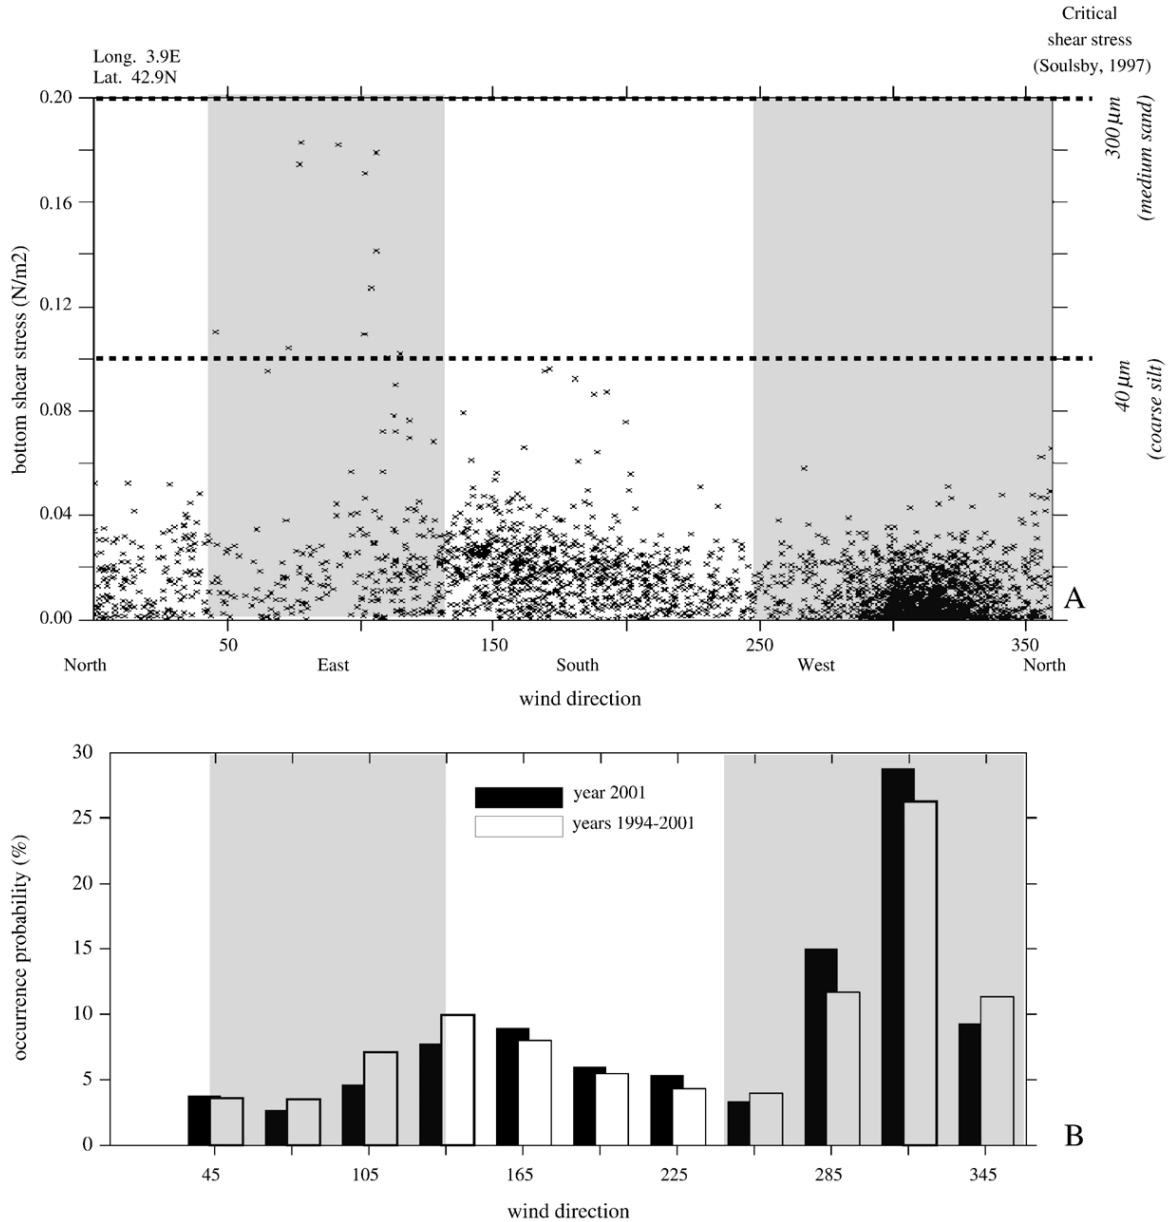 Critical
shear stress
(Soulsby, 1997)
Long. 3.9E
Lat. 42.9N
0.20
0.16
0.12
0.08
0.04
0.00
bottom shear stress (N/m2)
300 µm
(medium sand)
40 µm
(coarse silt)
A
50
150
250
350
North
East
South
West
North
wind direction
30
25
20
15
10
5
0
occurrence probability (%)
year 2001
years 1994-2001
B
45
105
165
225
285
345
wind direction